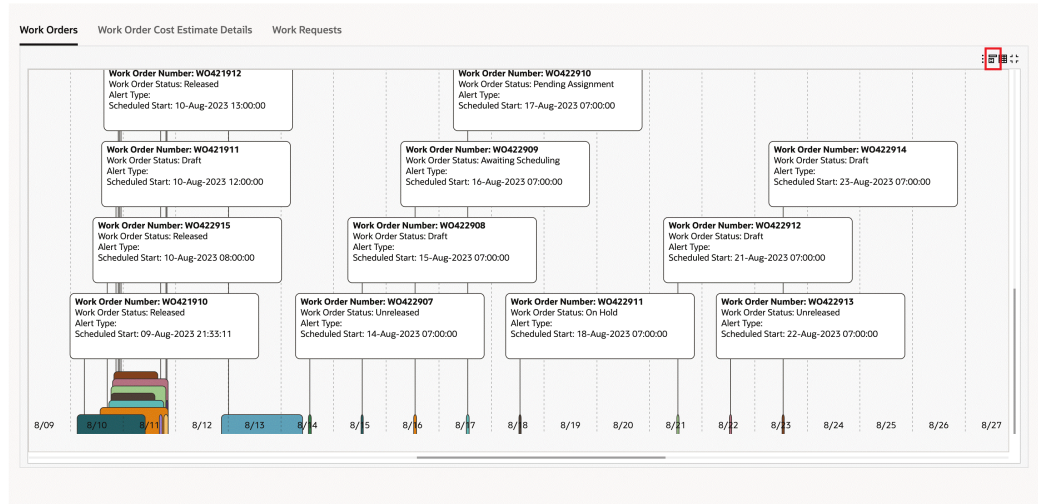 Work Orders Work Order Cost Estimate Details Work Requests
Work Order Number: WO421912
Work Order Status: Released
Alert Type:
Scheduled Start: 10-Aug-2023 13:00:00
Work Order Number: WO422910
Work Order Status: Pending Assignment
Alert Type:
Scheduled Start: 17-Aug-2023 07:00:00
Work Order Number: WO421911
Work Order Status: Draft
Alert Type:
Scheduled Start: 10-Aug-2023 12:00:00
Work Order Number: WO422909
Work Order Status: Awaiting Scheduling
Alert Type:
Scheduled Start: 16-Aug-2023 07:00:00
Work Order Number: WO422914
Work Order Status: Draft
Alert Type:
Scheduled Start: 23-Aug-2023 07:00:00
Work Order Number: WO422915
Work Order Status: Released
Alert Type:
Scheduled Start: 10-Aug-2023 08:00:00
Work Order Number: WO422908
Work Order Status: Draft
Alert Type:
Scheduled Start: 15-Aug-2023 07:00:00
Work Order Number: WO422912
Work Order Status: Draft
Alert Type:
Scheduled Start: 21-Aug-2023 07:00:00
Work Order Number: WO421910
Work Order Status: Released
Alert Type:
Scheduled Start: 09-Aug-2023 21:33:11
Work Order Number: WO422907
Work Order Status: Unreleased
Alert Type:
Scheduled Start: 14-Aug-2023 07:00:00
Work Order Number: WO422911
Work Order Status: On Hold
Alert Type:
Scheduled Start: 18-Aug-2023 07:00:00
Work Order Number: WO422913
Work Order Status: Unreleased
Alert Type:
Scheduled Start: 22-Aug-2023 07:00:00
8/09 8/10 8/11 8/12 8/13 8/14 8/15 8/16 8/17 8/18 8/19 8/20 8/21 8/22 8/23 8/24 8/25 8/26 8/27